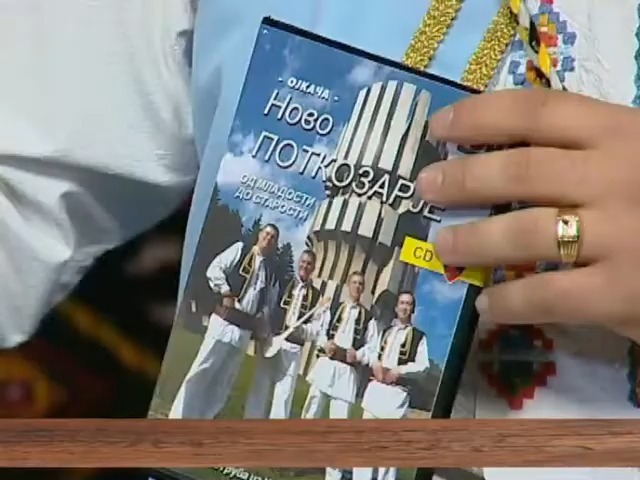 - ОЈКАЧА -
Ново
ПОТКОЗАРЈЕ
ОД МЛАДОСТИ
ДО СТАРОСТИ
CD